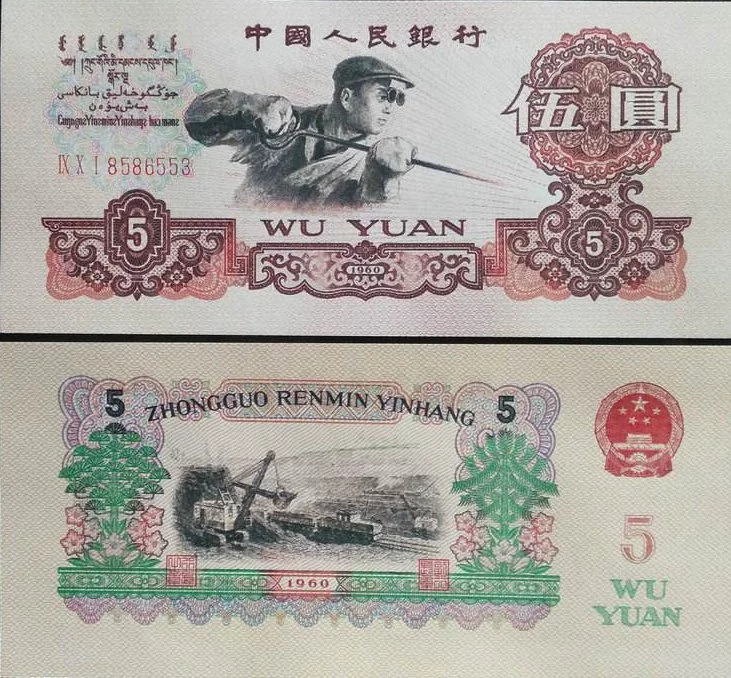 中國人民銀行
伍圓
IX X I 8586553
WU YUAN
5
5
1960
5
ZHONGGUO RENMIN YINHANG
5
5
WU
YUAN
1960